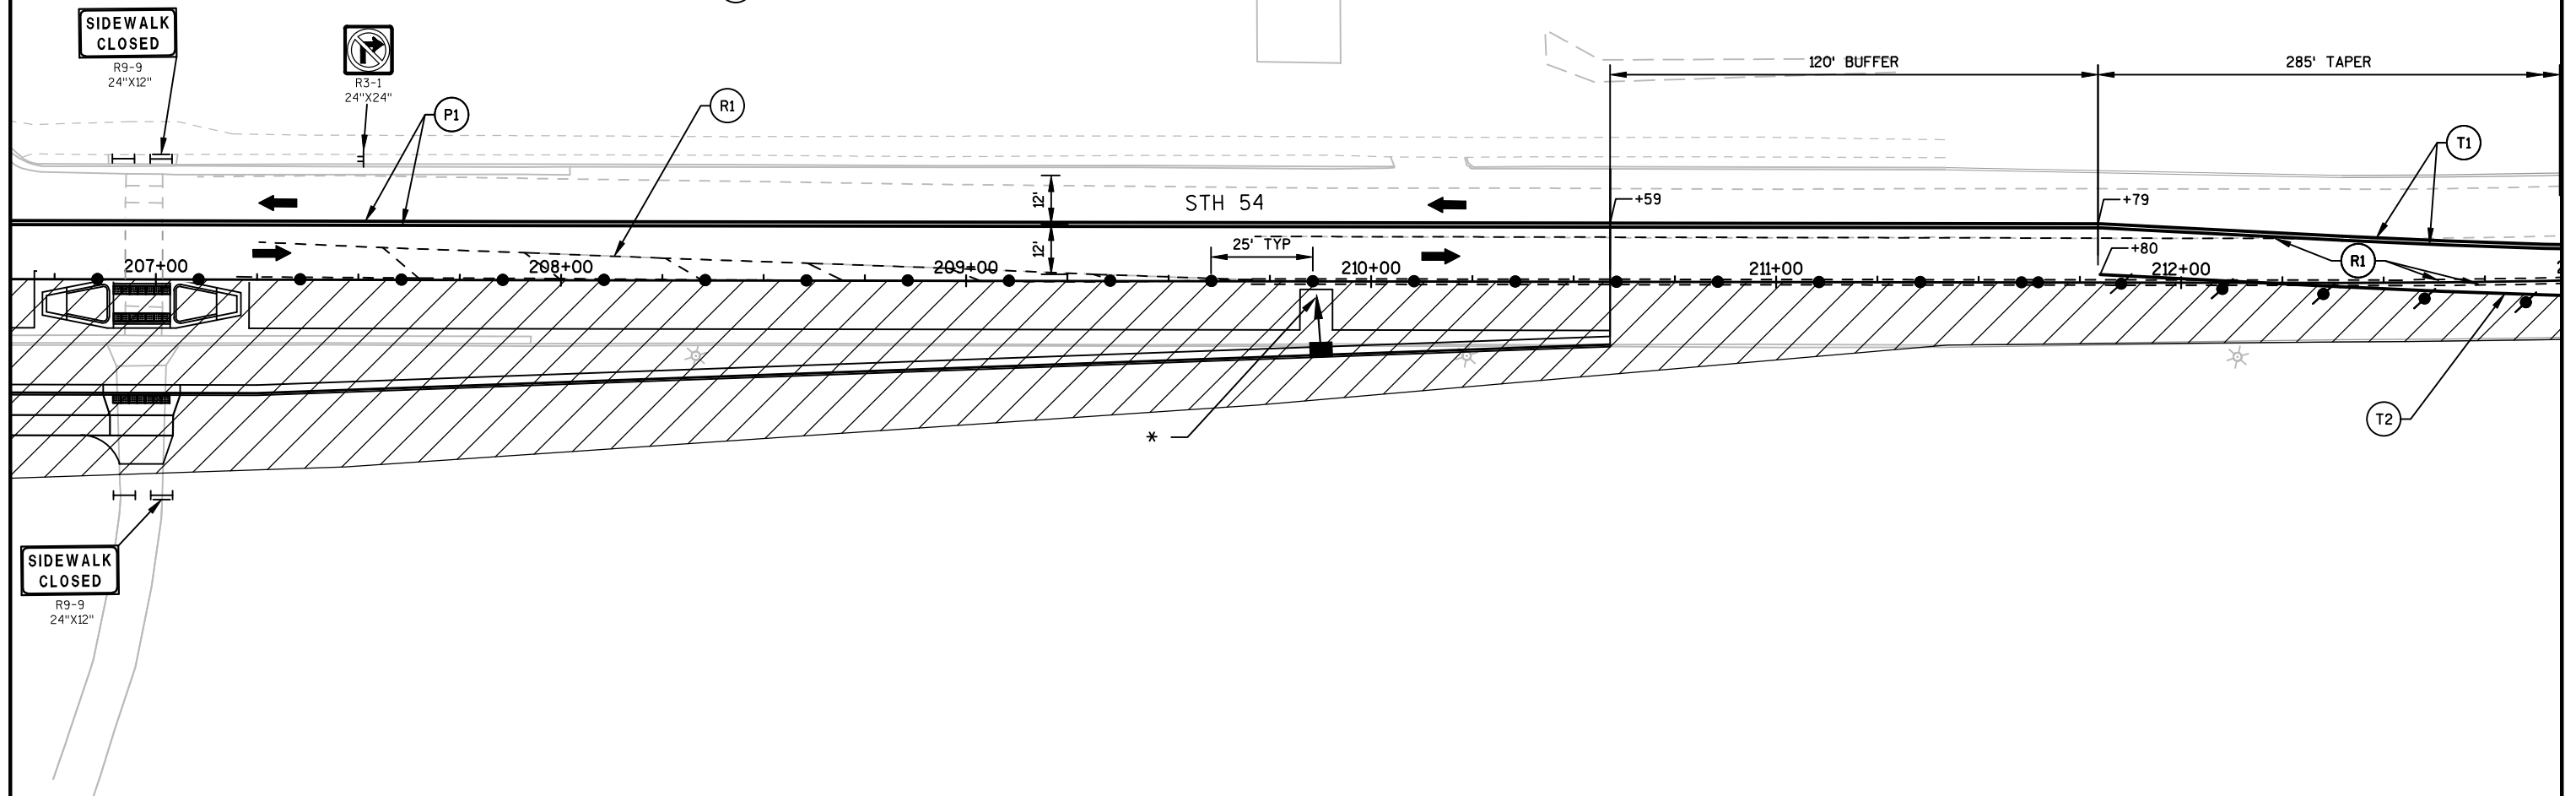 SIDEWALK
CLOSED
R9-9
24"X12"
R3-1
24"X24"
P1
R1
120' BUFFER
285' TAPER
T1
12'
STH 54
+59
+79
12'
25' TYP
+80
R1
207+00
208+00
209+00
210+00
211+00
212+00
*
T2
SIDEWALK
CLOSED
R9-9
24"X12"